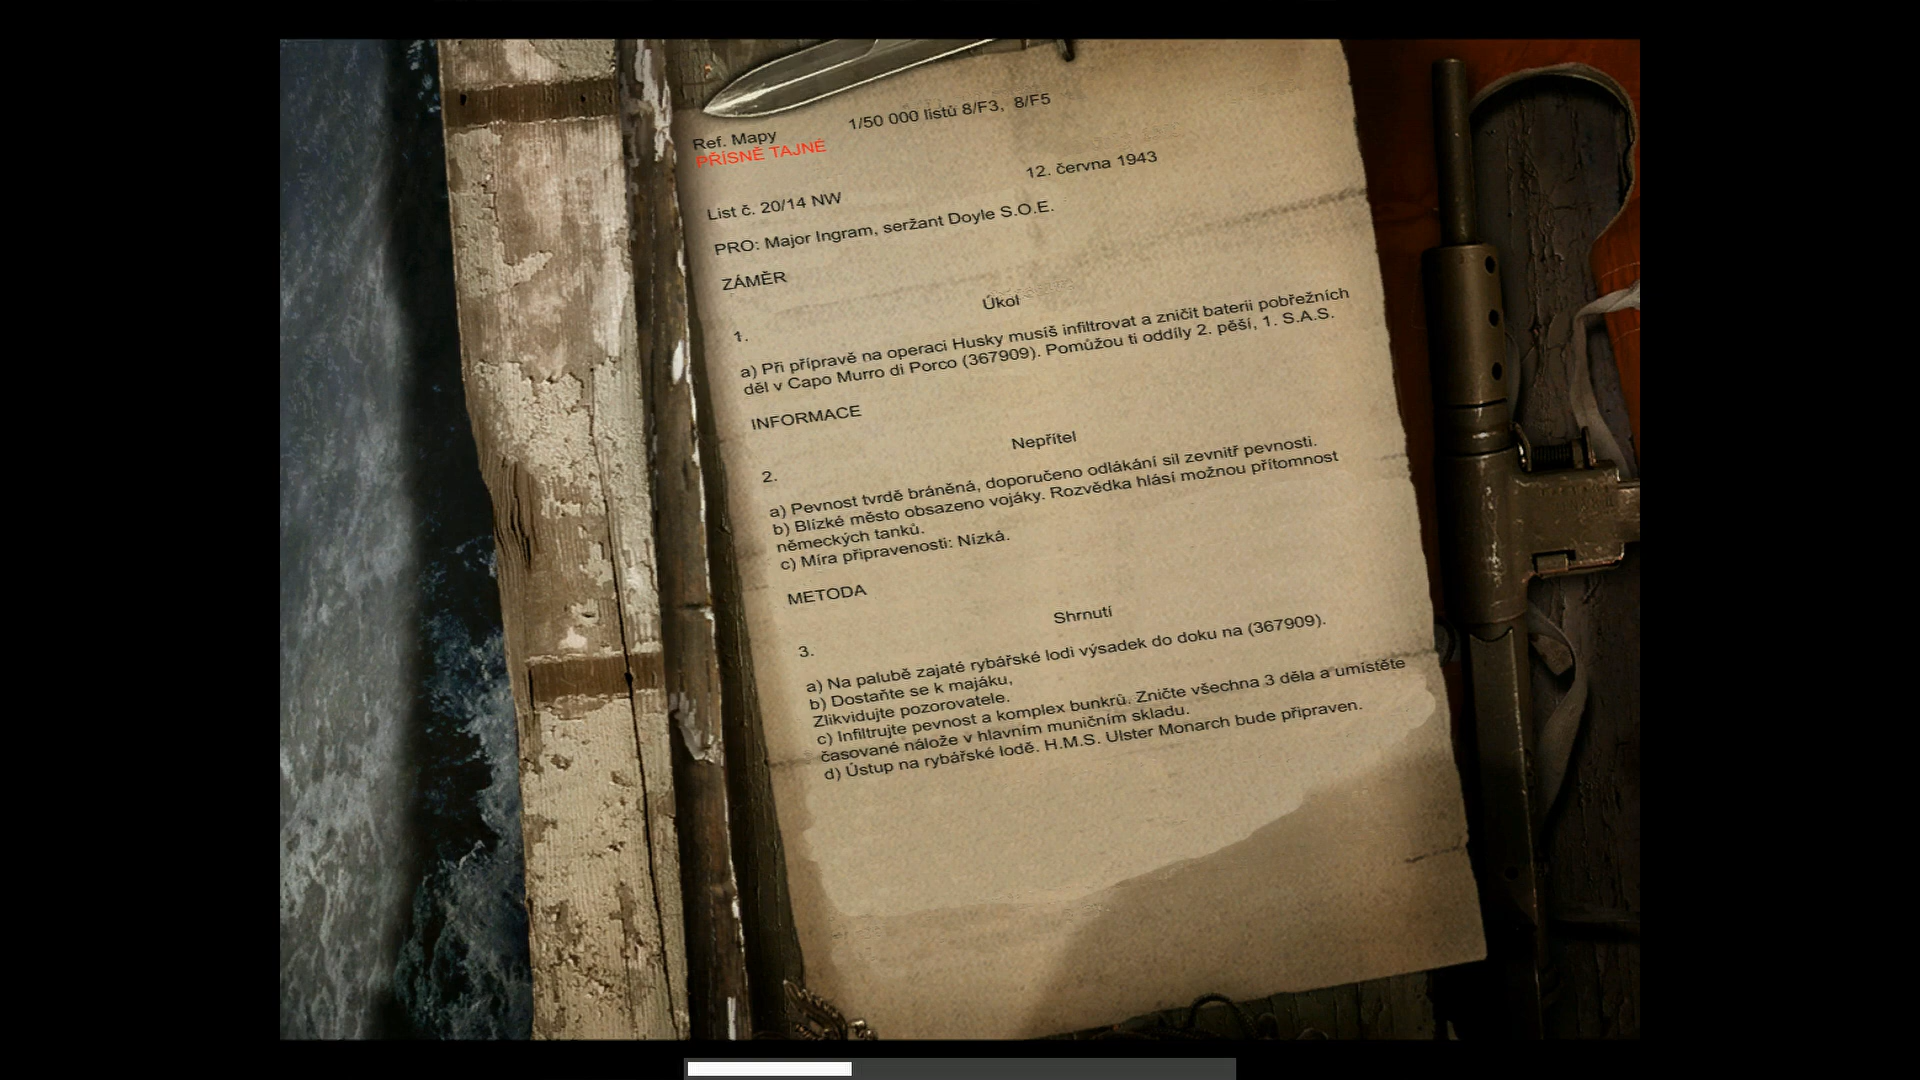 Ref. Mapy 1/50 000 listů 8/F3, 8/F5
PŘÍSNĚ TAJNÉ
12. června 1943
List č. 20/14 NW
PRO: Major Ingram, seržant Doyle S.O.E.
ZÁMĚR
Úkol
1.
a) Při přípravě na operaci Husky musíš infiltrovat a zničit baterii pobřežních
děl v Capo Murro di Porco (367909). Pomůžou ti oddíly 2. pěší, 1. S.A.S.
INFORMACE
Nepřítel
2.
a) Pevnost tvrdě bráněná, doporučeno odlákání sil zevnitř pevnosti.
b) Blízké město obsazeno vojáky. Rozvědka hlásí možnou přítomnost
německých tanků.
c) Míra připravenosti: Nízká.
METODA
Shrnutí
3.
a) Na palubě zajaté rybářské lodi výsadek do doku na (367909).
b) Dostaňte se k majáku,
Zlikvidujte pozorovatele.
c) Infiltrujte pevnost a komplex bunkrů. Zničte všechna 3 děla a umístěte
časované nálože v hlavním muničním skladu.
d) Ústup na rybářské lodě. H.M.S. Ulster Monarch bude připraven.